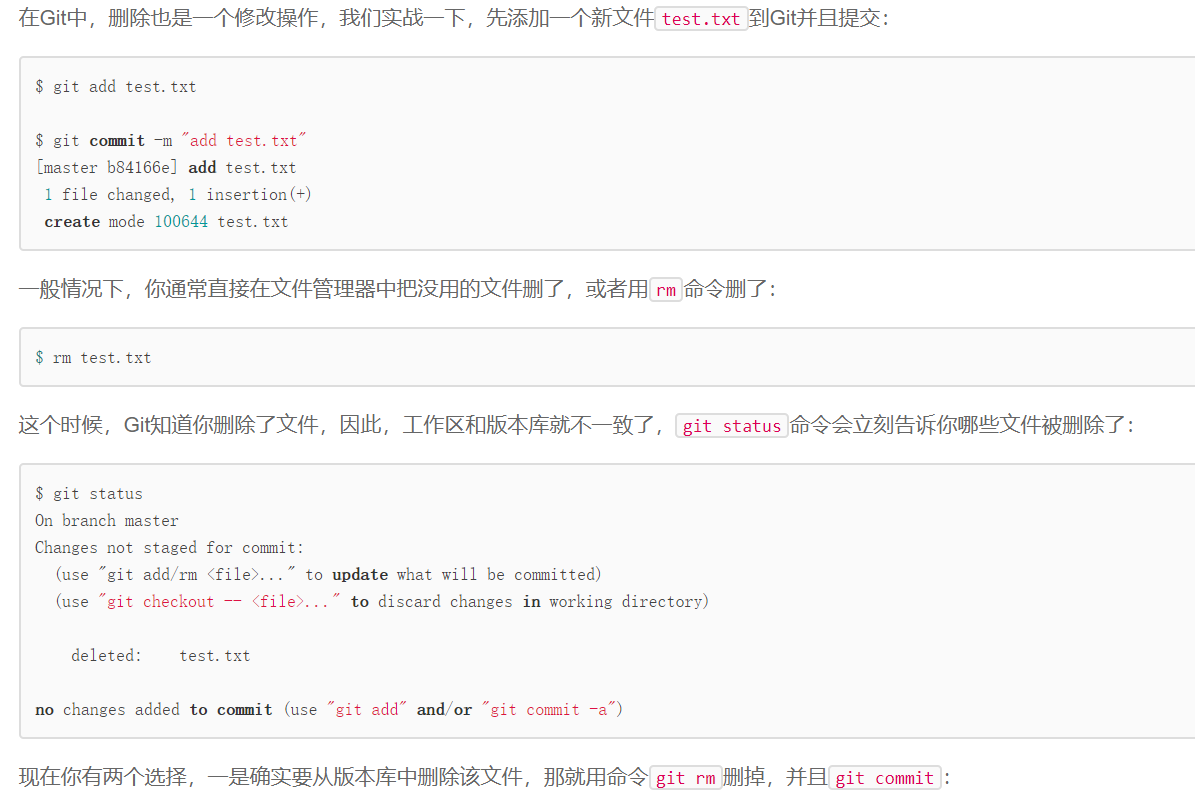 在Git中，删除也是一个修改操作，我们实战一下，先添加一个新文件test.txt到Git并且提交：
$ git add test.txt
$ git commit -m "add test.txt"
[master b84166e] add test.txt
1 file changed, 1 insertion(+)
create mode 100644 test.txt
一般情况下，你通常直接在文件管理器中把没用的文件删了，或者用rm命令删了：
$ rm test.txt
这个时候，Git知道你删除了文件，因此，工作区和版本库就不一致了，git status命令会立刻告诉你哪些文件被删除了：
$ git status
On branch master
Changes not staged for commit:
(use "git add/rm <file>..." to update what will be committed)
(use "git checkout -- <file>..." to discard changes in working directory)
deleted:    test.txt
no changes added to commit (use "git add" and/or "git commit -a")
现在你有两个选择，一是确实要从版本库中删除该文件，那就用命令git rm删掉，并且git commit：